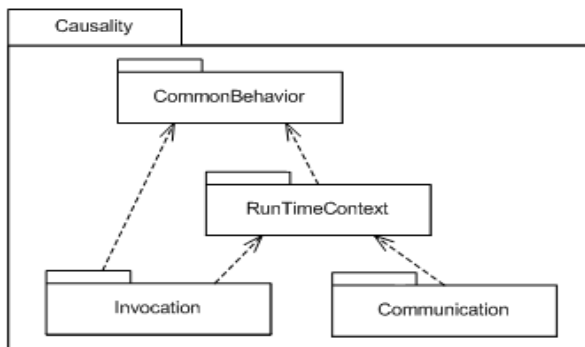 Causality
CommonBehavior
RunTimeContext
Invocation
Communication